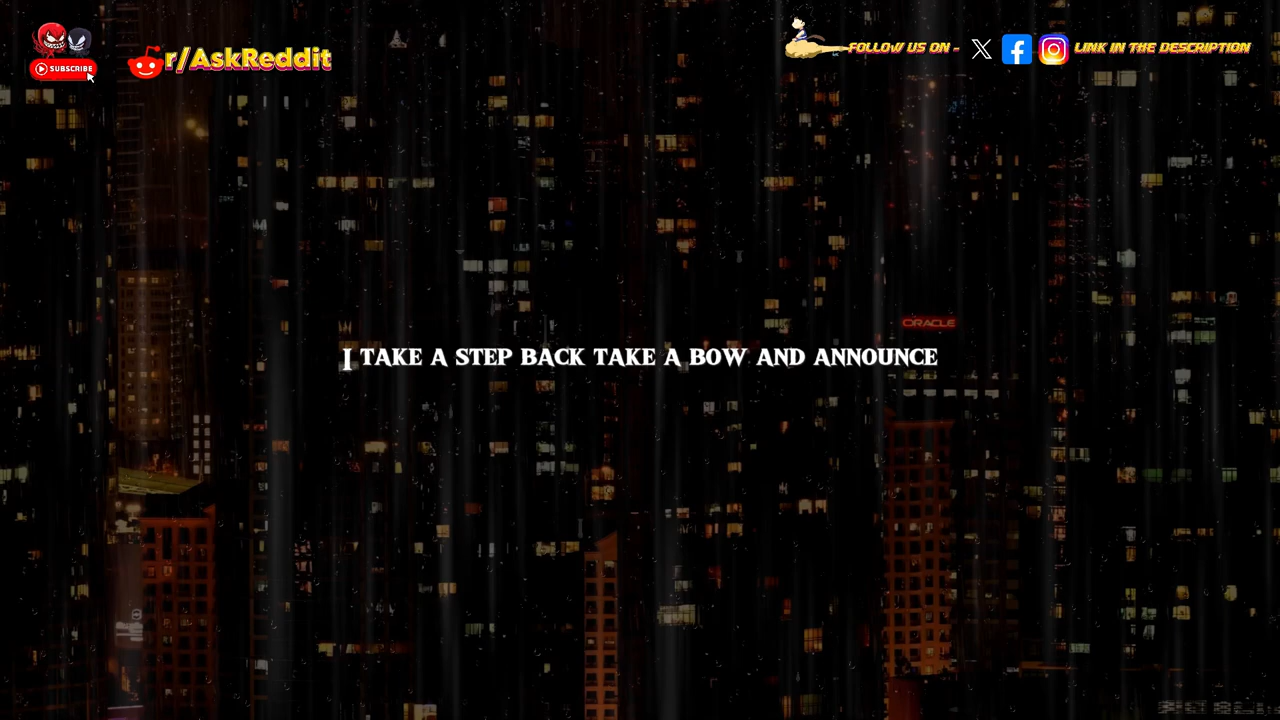 SUBSCRIBE
r/AskReddit
FOLLOW US ON -
LINK IN THE DESCRIPTION
ORACLE
I TAKE A STEP BACK TAKE A BOW AND ANNOUNCE